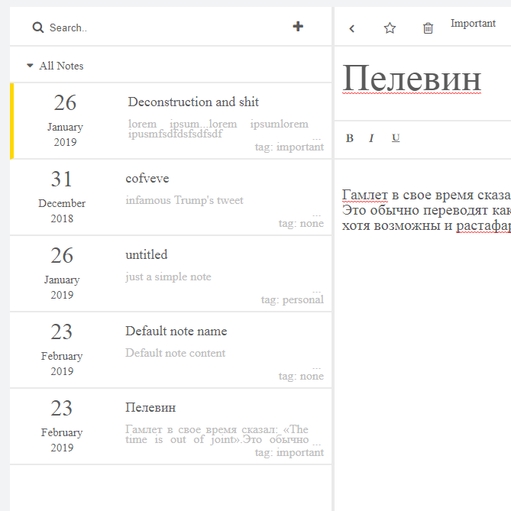 Search..
All Notes
26
January
2019
Deconstruction and shit
lorem ipsum...lorem ipsumlorem
ipusmfsdfdsfsdfsdf
...
tag: important
31
December
2018
cofveve
infamous Trump's tweet
...
tag: none
26
January
2019
untitled
just a simple note
...
tag: personal
23
February
2019
Default note name
Default note content
...
tag: none
23
February
2019
Пелевин
Гамлет в свое время сказал: «The
time is out of joint».Это обычно
...
tag: important
Important
Пелевин
B I U
Гамлет в свое время сказа
Это обычно переводят как
хотя возможны и растафар